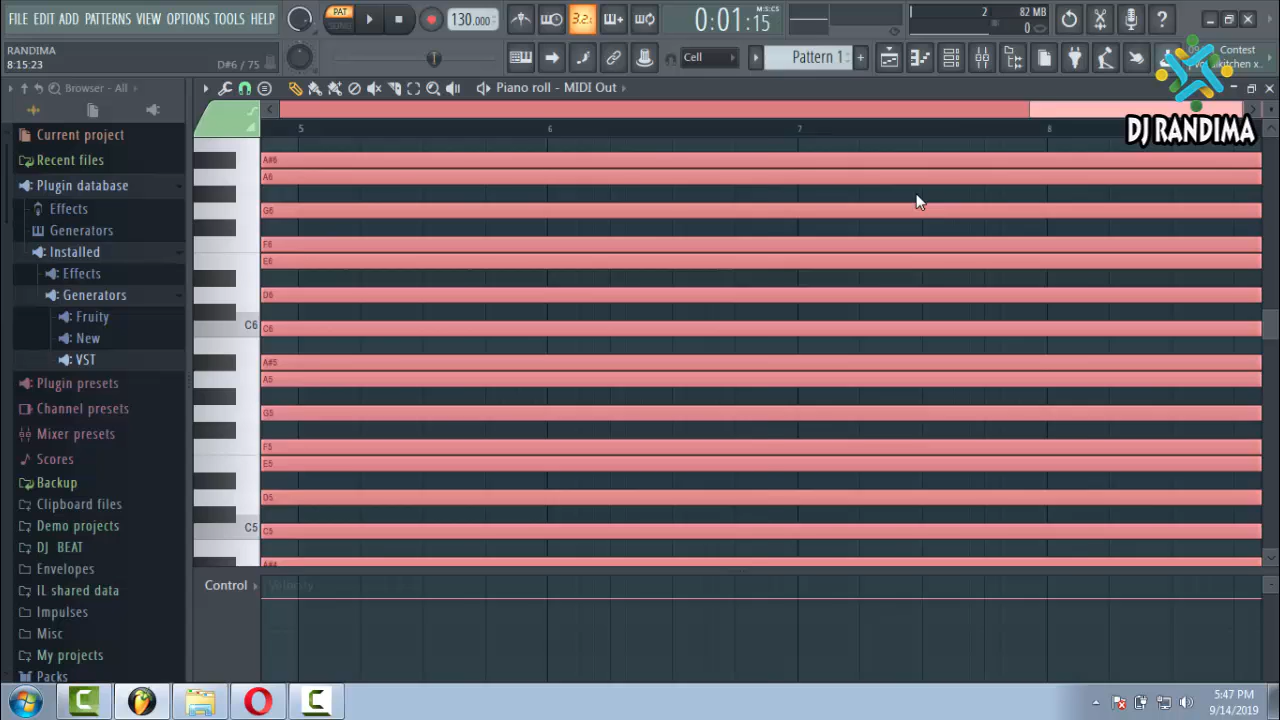 FILE EDIT ADD PATTERNS VIEW OPTIONS TOOLS HELP
PAT
SONG
130.000
3.2.
0:01:15
M:S:CS
2
82 MB
0
RANDIMA
8:15:23
D#6 / 75
Cell
Pattern 1
Contest
Browser - All
Piano roll - MIDI Out
DJ RANDIMA
5
6
7
8
Current project
Recent files
Plugin database
Effects
Generators
Installed
Effects
Generators
Fruity
New
VST
Plugin presets
Channel presets
Mixer presets
Scores
Backup
Clipboard files
Demo projects
DJ BEAT
Envelopes
IL shared data
Impulses
Misc
My projects
Packs
C6
C5
A#6
A6
G6
F6
E6
D6
C6
A#5
A5
G5
F5
E5
D5
C5
A#4
Control
Velocity
5:47 PM
9/14/2019